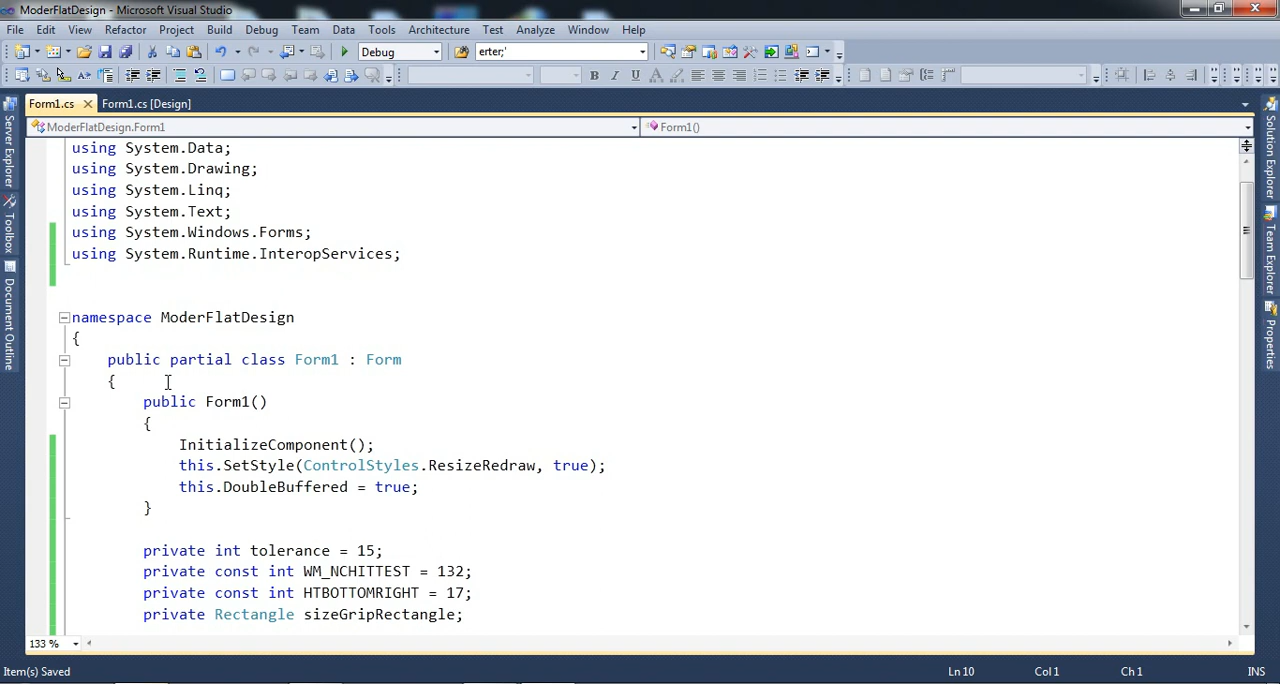 ModerFlatDesign - Microsoft Visual Studio
File Edit View Refactor Project Build Debug Team Data Tools Architecture Test Analyze Window Help
Debug erter;'
Form1.cs Form1.cs [Design]
ModerFlatDesign.Form1 Form1()
using System.Data;
using System.Drawing;
using System.Linq;
using System.Text;
using System.Windows.Forms;
using System.Runtime.InteropServices;
namespace ModerFlatDesign
{
public partial class Form1 : Form
{
public Form1()
{
InitializeComponent();
this.SetStyle(ControlStyles.ResizeRedraw, true);
this.DoubleBuffered = true;
}
private int tolerance = 15;
private const int WM_NCHITTEST = 132;
private const int HTBOTTOMRIGHT = 17;
private Rectangle sizeGripRectangle;
133 %
Item(s) Saved Ln 10 Col 1 Ch 1 INS
Server Explorer
Toolbox
Document Outline
Solution Explorer
Team Explorer
Properties